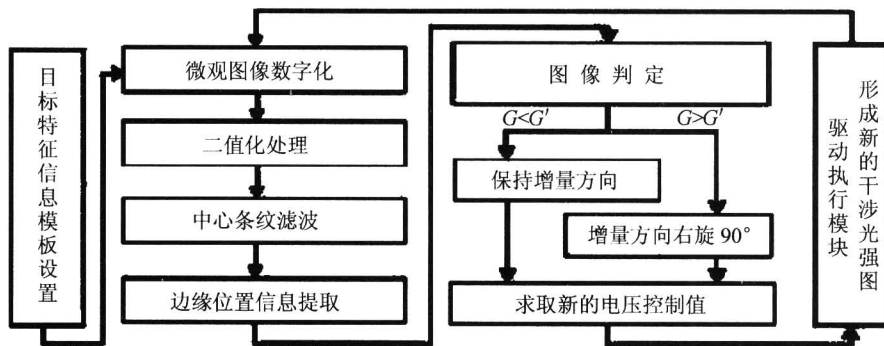 目标特征信息模板设置
微观图像数字化
二值化处理
中心条纹滤波
边缘位置信息提取
图像判定
G<G'
G>G'
保持增量方向
增量方向右旋 90°
求取新的电压控制值
形成新的干涉光强图
驱动执行模块